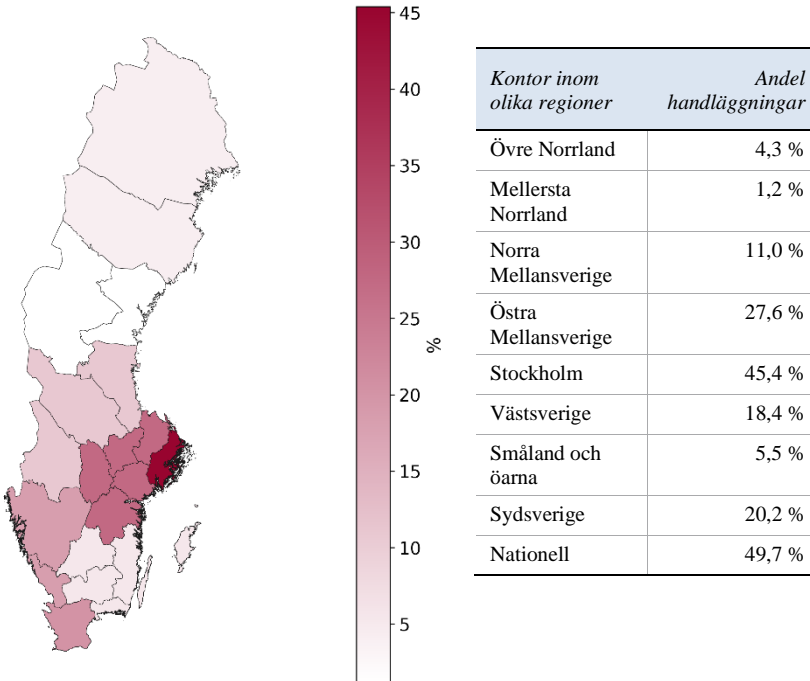 45
40
35
30
25
20
15
10
5
%
Kontor inom
olika regioner
Andel
handläggningar
Övre Norrland 4,3 %
Mellersta
Norrland
1,2 %
Norra
Mellansverige
11,0 %
Östra
Mellansverige
27,6 %
Stockholm 45,4 %
Västsverige 18,4 %
Småland och
öarna
5,5 %
Sydsverige 20,2 %
Nationell 49,7 %